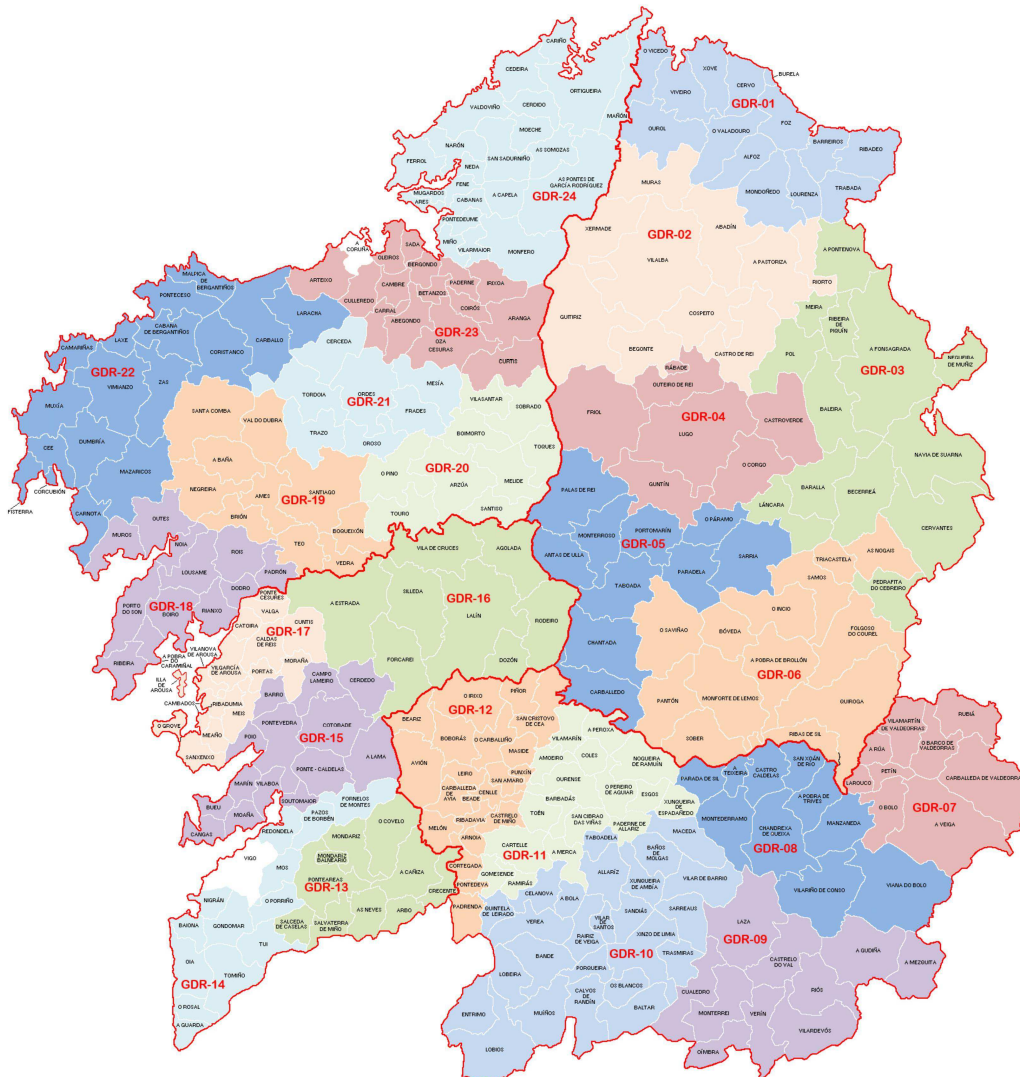 CARIÑO
CEDEIRA
ORTIGUEIRA
VALDOVIÑO
CERDIDO
MAÑÓN
MOECHE
NARÓN
AS SOMOZAS
FERROL
NEDA
SAN SADURNIÑO
FENE
AS PONTES DE
GARCÍA RODRÍGUEZ
MUGARDOS
ARES
CABANAS
A CAPELA
GDR-24
PONTEDEUME
MIÑO
VILARMAIOR
MONFERO
O VICEDO
XOVE
BURELA
VIVEIRO
CERVO
GDR-01
OUROL
O VALADOURO
FOZ
BARREIROS
RIBADEO
ALFOZ
MONDOÑEDO
LOURENZA
TRABADA
MURAS
XERMADE
GDR-02
ABADÍN
VILALBA
A PASTORIZA
RIORTO
GUITIRIZ
COSPEITO
BEGONTE
CASTRO DE REI
RÁBADE
A PONTENOVA
MEIRA
RIBEIRA
DE
PIQUÍN
POL
A FONSAGRADA
NEGUEIRA
DE MUÑIZ
GDR-03
BALEIRA
NAVIA DE SUARNA
BARALLA
BECERREÁ
LÁNCARA
CERVANTES
PEDRAFITA
DO CEBREIRO
OUTEIRO DE REI
FRIOL
GDR-04
CASTROVERDE
LUGO
O CORGO
GUNTÍN
PALAS DE REI
PORTOMARÍN
O PÁRAMO
MONTERROSO
GDR-05
SARRIA
ANTAS DE ULLA
TABOADA
PARADELA
CHANTADA
CARBALLEDO
AS NOGAIS
TRIACASTELA
SAMOS
O INCIO
O SAVIÑAO
BÓVEDA
FOLGOSO
DO COUREL
A POBRA DE BROLLÓN
GDR-06
PANTÓN
MONFORTE DE LEMOS
QUIROGA
SOBER
RIBAS DE SIL
A
CORUÑA
SADA
OLEIROS
BERGONDO
ARTEIXO
CAMBRE
PADERNE
IRIXOA
CULLEREDO
BETANZOS
CARRAL
COIRÓS
ABEGONDO
GDR-23
ARANGA
OZA
CESURAS
CURTIS
MALPICA
DE
BERGANTIÑOS
PONTECESO
LARACHA
CABANA
DE BERGANTIÑOS
CAMARIÑAS
LAXE
CARBALLO
CORISTANCO
GDR-22
VIMIANZO
ZAS
MUXÍA
DUMBRÍA
CEE
MAZARICOS
CORCUBIÓN
FISTERRA
CARNOTA
CERCEDA
MESÍA
TORDOIA
ORDES
GDR-21
FRADES
TRAZO
OROSO
VILASANTAR
SOBRADO
BOIMORTO
TOQUES
O PINO
GDR-20
ARZÚA
MELIDE
TOURO
SANTISO
SANTA COMBA
VAL DO DUBRA
A BAÑA
NEGREIRA
AMES
SANTIAGO
GDR-19
BRIÓN
BOQUEIXÓN
TEO
VEDRA
OUTES
MUROS
NOIA
ROIS
LOUSAME
PADRÓN
DODRO
GDR-18
PORTO
DO SON
BOIRO
RIANXO
RIBEIRA
A POBRA
DO
CARAMIÑAL
PONTE
CESURES
VALGA
CATOIRA
CUNTIS
GDR-17
CALDAS
DE REIS
VILANOVA
DE AROUSA
VILGARCÍA
DE AROUSA
MORAÑA
PORTAS
ILLA
DE AROUSA
CAMBADOS
RIBADUMIA
MEIS
O GROVE
MEAÑO
SANXENXO
VILA DE CRUCES
AGOLADA
A ESTRADA
SILLEDA
GDR-16
LALÍN
RODEIRO
FORCAREI
DOZÓN
CAMPO
LAMEIRO
CERDEDO
BARRO
PONTEVEDRA
COTOBADE
POIO
GDR-15
A LAMA
PONTE - CALDELAS
MARÍN
VILABOA
BUEU
MOAÑA
SOUTOMAIOR
CANGAS
FORNELOS
DE MONTES
PAZOS
DE BORBÉN
REDONDELA
VIGO
MOS
O PORRIÑO
NIGRÁN
BAIONA
GONDOMAR
TUI
OIA
TOMIÑO
GDR-14
O ROSAL
A GUARDA
O COVELO
MONDARIZ
MONDARIZ
BALNEARIO
A CAÑIZA
GDR-13
PONTEAREAS
CRECENTE
AS NEVES
ARBO
SALCEDA
DE CASELAS
SALVATERRA
DE MIÑO
O IRIXO
PIÑOR
GDR-12
BEARIZ
SAN CRISTOVO
DE CEA
BOBORÁS
O CARBALLIÑO
MASIDE
AVIÓN
LEIRO
PUNXÍN
SAN AMARO
CARBALLEDA
DE
AVIA
CENLLE
BEADE
RIBADAVIA
CASTRELO
DE MIÑO
MELÓN
ARNOIA
CORTEGADA
PONTEDEVA
PADRENDA
A PEROXA
VILAMARÍN
AMOEIRO
COLES
NOGUEIRA
DE RAMUÍN
OURENSE
O PEREIRO
DE AGUIAR
ESGOS
BARBADÁS
XUNQUEIRA
DE
ESPADAÑEDO
TOÉN
SAN CIBRAO
DAS VIÑAS
PADERNE DE
ALLARIZ
CARTELLE
A MERCA
GDR-11
GOMESENDE
RAMIRÁS
TABOADELA
MACEDA
BAÑOS
DE
MOLGAS
ALLARÍZ
XUNQUEIRA
DE AMBÍA
VILAR DE BARRIO
CELANOVA
A BOLA
QUINTELA
DE LEIRADO
VEREA
VILAR
DE
SANTOS
SANDIÁS
SARREAUS
RAIRIZ
DE VEIGA
XINZO DE LIMIA
BANDE
GDR-10
TRASMIRAS
PORQUEIRA
LOBEIRA
OS BLANCOS
CALVOS
DE
RANDÍN
BALTAR
ENTRIMO
MUIÑOS
LOBIOS
LAZA
GDR-09
CASTRELO
DO VAL
A GUDIÑA
A MEZQUITA
CUALEDRO
RIÓS
MONTERREI
VERÍN
VILARDEVÓS
OÍMBRA
PARADA DE SIL
A
TEIXEIRA
CASTRO
CALDELAS
SAN XOÁN
DE RÍO
A POBRA DE
TRIVES
MONTEDERRAMO
CHANDREXA
DE QUEIXA
MANZANEDA
GDR-08
VILARIÑO DE CONSO
VIANA DO BOLO
VILAMARTÍN
DE VALDEORRAS
RUBIÁ
A RÚA
O BARCO DE
VALDEORRAS
LAROUCO
PETÍN
CARBALLEDA DE VALDEORR
O BOLO
GDR-07
A VEIGA